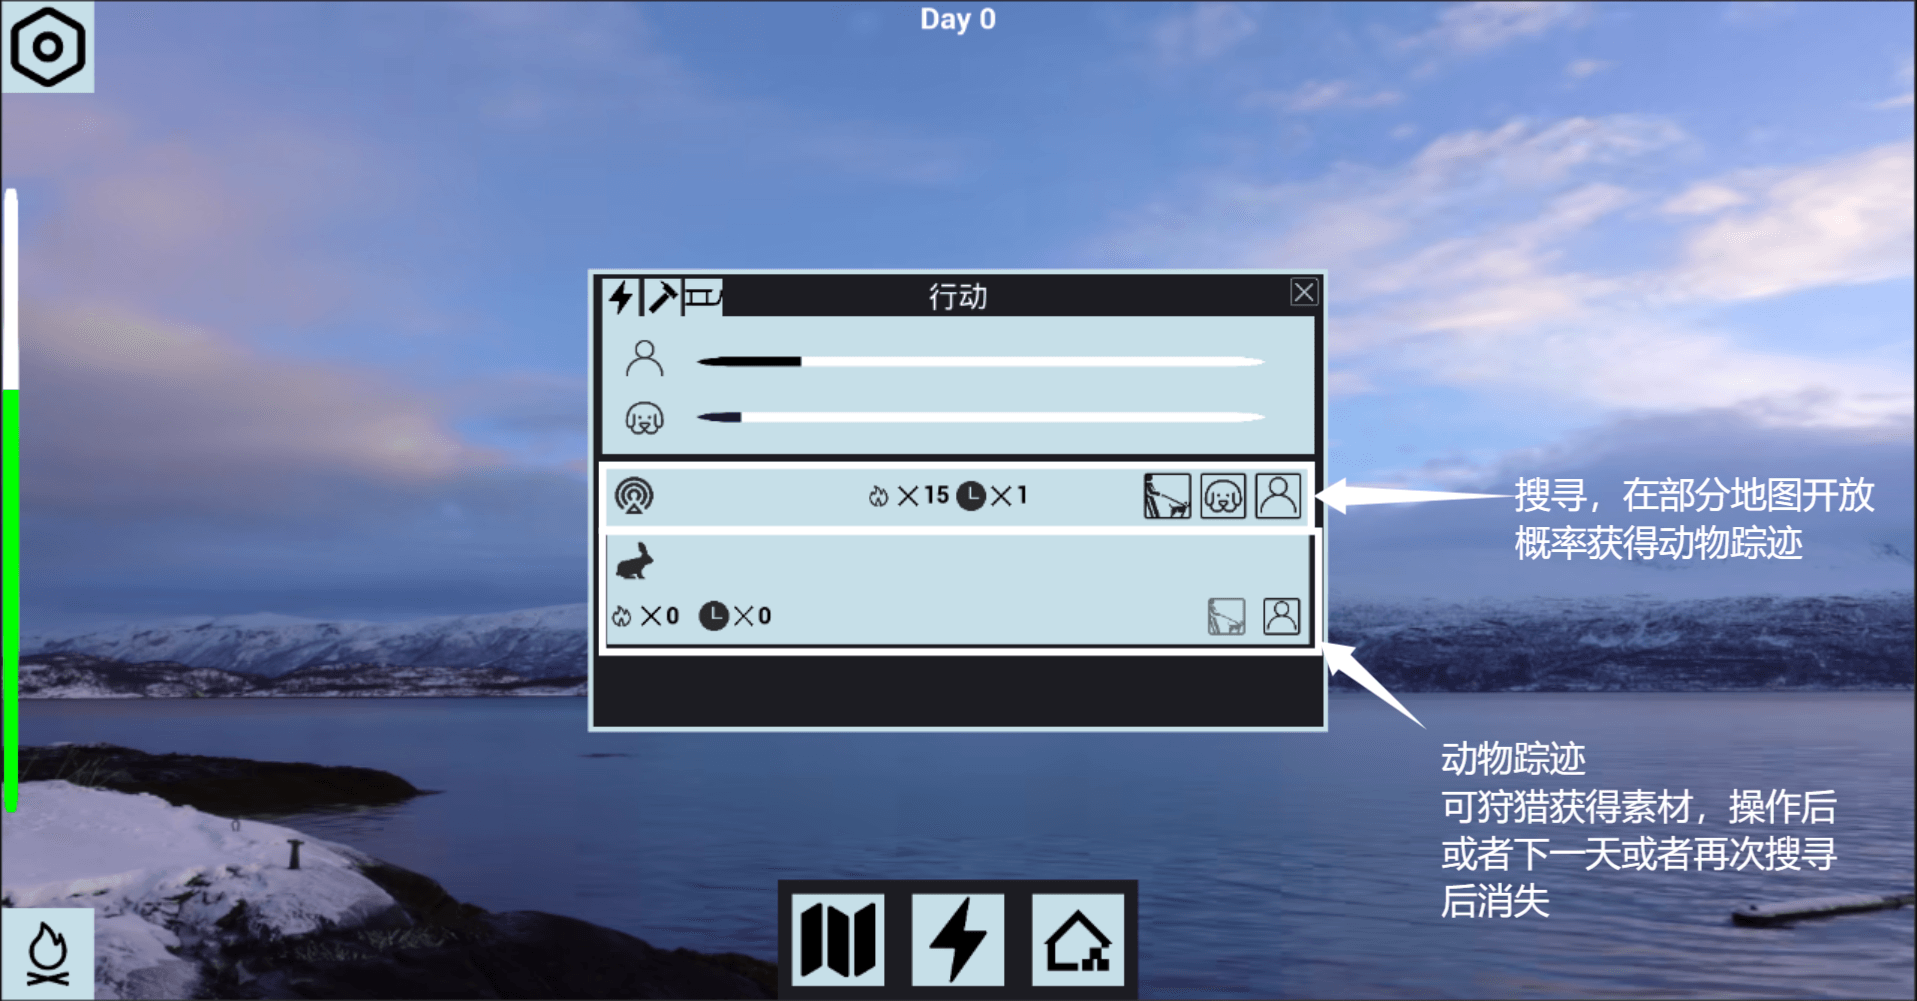 Day 0
行动
×15 ×1
×0 ×0
搜寻，在部分地图开放
概率获得动物踪迹
动物踪迹
可狩猎获得素材，操作后
或者下一天或者再次搜寻
后消失